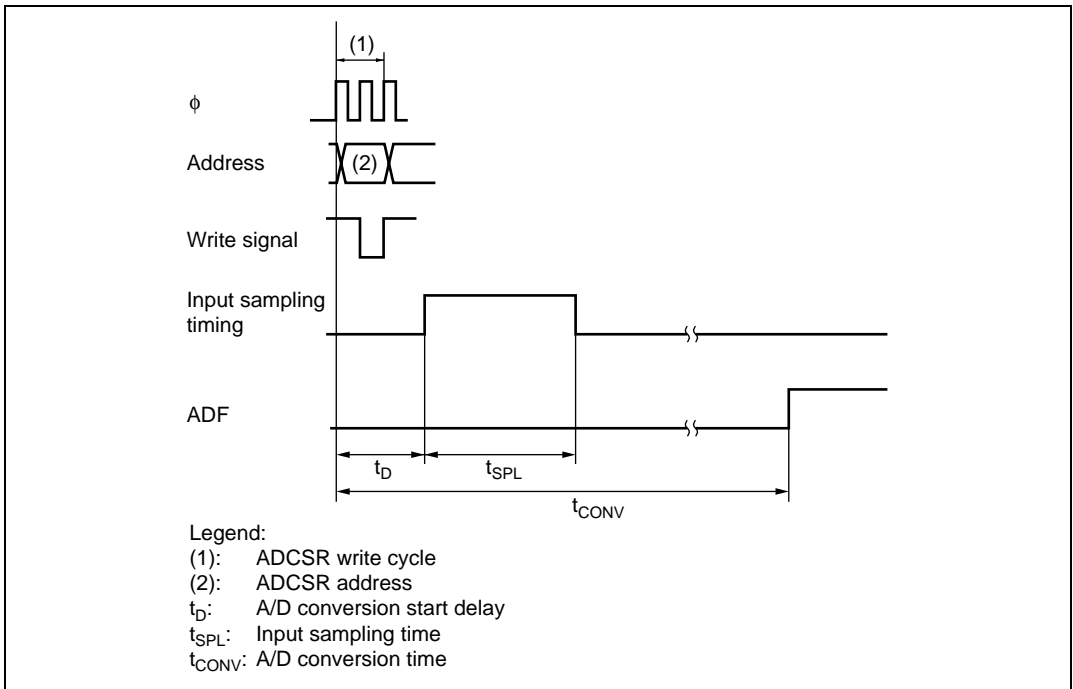 (1)
ϕ
Address
(2)
Write signal
Input sampling
timing
ADF
tD
tSPL
tCONV
Legend:
(1): ADCSR write cycle
(2): ADCSR address
tD: A/D conversion start delay
tSPL: Input sampling time
tCONV: A/D conversion time